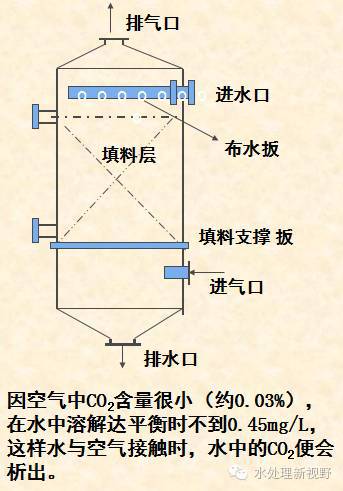 排气口
进水口
布水扳
填料层
填料支撑 扳
进气口
排水口
因空气中CO₂含量很小（约0.03%），
在水中溶解达平衡时不到0.45mg/L，
这样水与空气接触时，水中的CO₂便会
析出。
水处理新视野